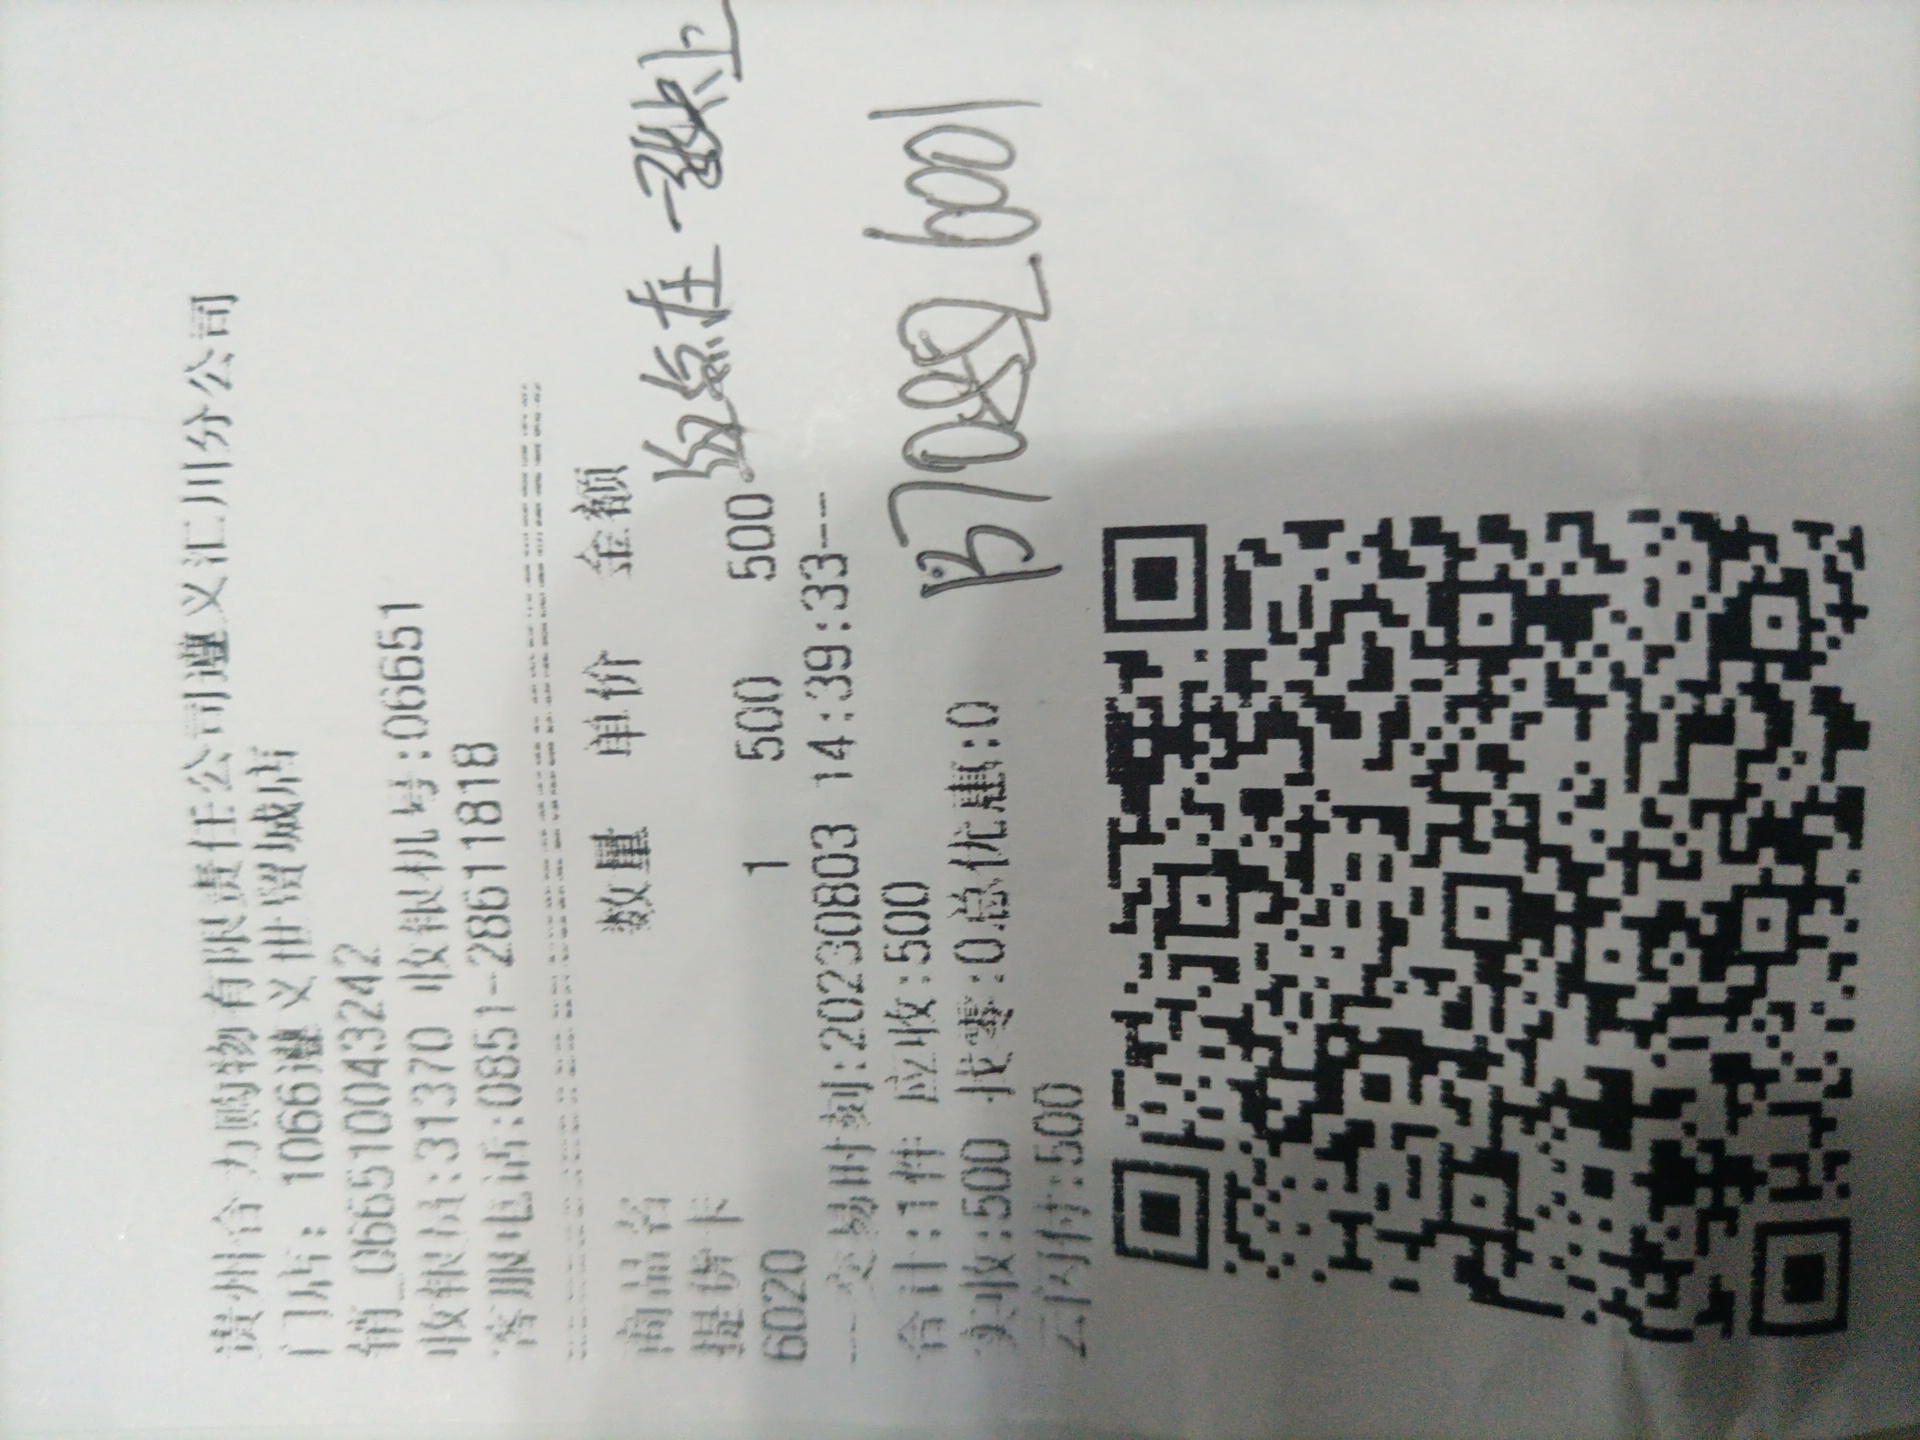 贵州合力购物有限责任公司遵义汇川分公司
门店: 1066遵义世贸城店
销_066510043242
收银员:31370 收银机号:06651
客服电话:0851-28611818
商品名 数量 单价 金额
提货卡
6020 1 500 500
---交易时刻:20230803 14:39:33---
合计:1件 应收:500
实收:500 找零:0总优惠:0
云闪付:500
在一张上